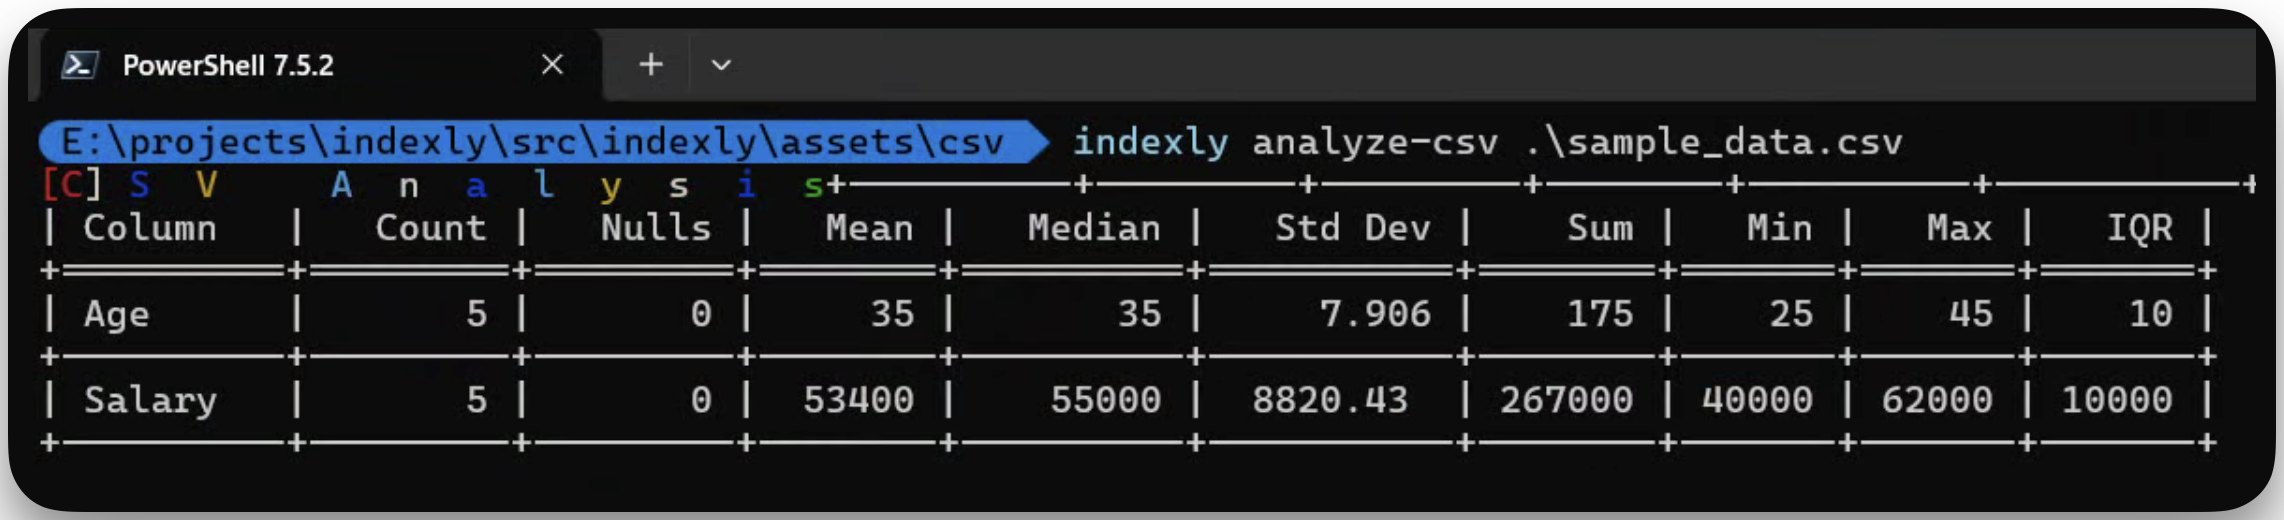 PowerShell 7.5.2
E:\projects\indexly\src\indexly\assets\csv indexly analyze-csv .\sample_data.csv
[C] S V A n a l y s i s+----------+---------+---------+--------+----------+-----------+
| Column | Count | Nulls | Mean | Median | Std Dev | Sum | Min | Max | IQR |
+==========+=========+=========+========+==========+===========+========+=======+=======+=======+
| Age | 5 | 0 | 35 | 35 | 7.906 | 175 | 25 | 45 | 10 |
+----------+---------+---------+--------+----------+-----------+--------+-------+-------+-------+
| Salary | 5 | 0 | 53400 | 55000 | 8820.43 | 267000 | 40000 | 62000 | 10000 |
+----------+---------+---------+--------+----------+-----------+--------+-------+-------+-------+